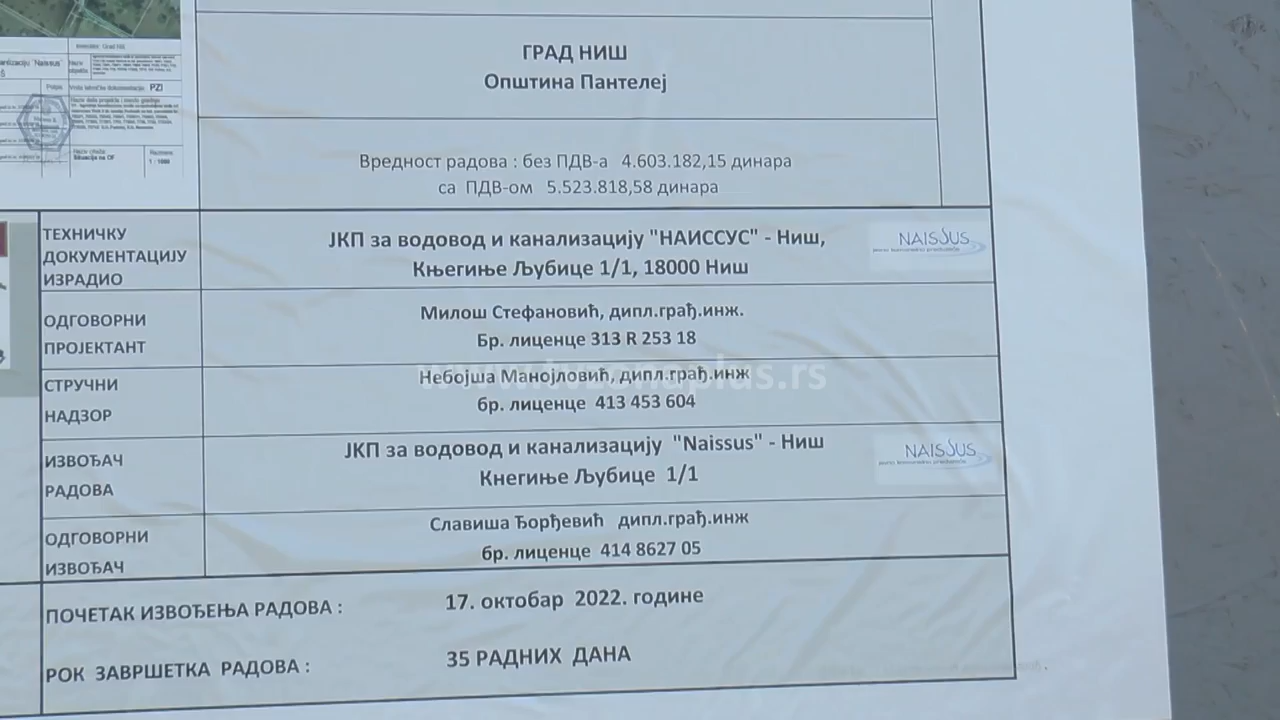 ГРАД НИШ
Општина Пантелеј
Вредност радова : без ПДВ-а 4.603.182,15 динара
са ПДВ-ом 5.523.818,58 динара
ТЕХНИЧКУ
ДОКУМЕНТАЦИЈУ
ИЗРАДИО
ЈКП за водовод и канализацију "НАИССУС" - Ниш,
Књегиње Љубице 1/1, 18000 Ниш
NAISSUS
ОДГОВОРНИ
ПРОЈЕКТАНТ
Милош Стефановић, дипл.грађ.инж.
Бр. лиценце 313 R 253 18
СТРУЧНИ
НАДЗОР
Небојша Манојловић, дипл.грађ.инж
бр. лиценце 413 453 604
www.tvzonaplus.rs
ИЗВОЂАЧ
РАДОВА
ЈКП за водовод и канализацију "Naissus" - Ниш
Кнегиње Љубице 1/1
NAISSUS
ОДГОВОРНИ
ИЗВОЂАЧ
Славиша Ђорђевић дипл.грађ.инж
бр. лиценце 414 8627 05
ПОЧЕТАК ИЗВОЂЕЊА РАДОВА :
17. октобар 2022. године
РОК ЗАВРШЕТКА РАДОВА :
35 РАДНИХ ДАНА